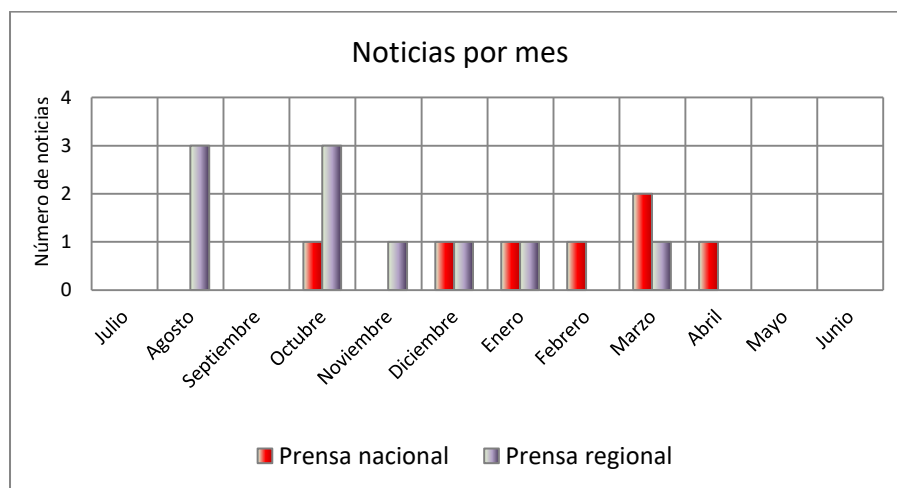 Noticias por mes
Número de noticias
4
3
2
1
0
Julio
Agosto
Septiembre
Octubre
Noviembre
Diciembre
Enero
Febrero
Marzo
Abril
Mayo
Junio
Prensa nacional
Prensa regional